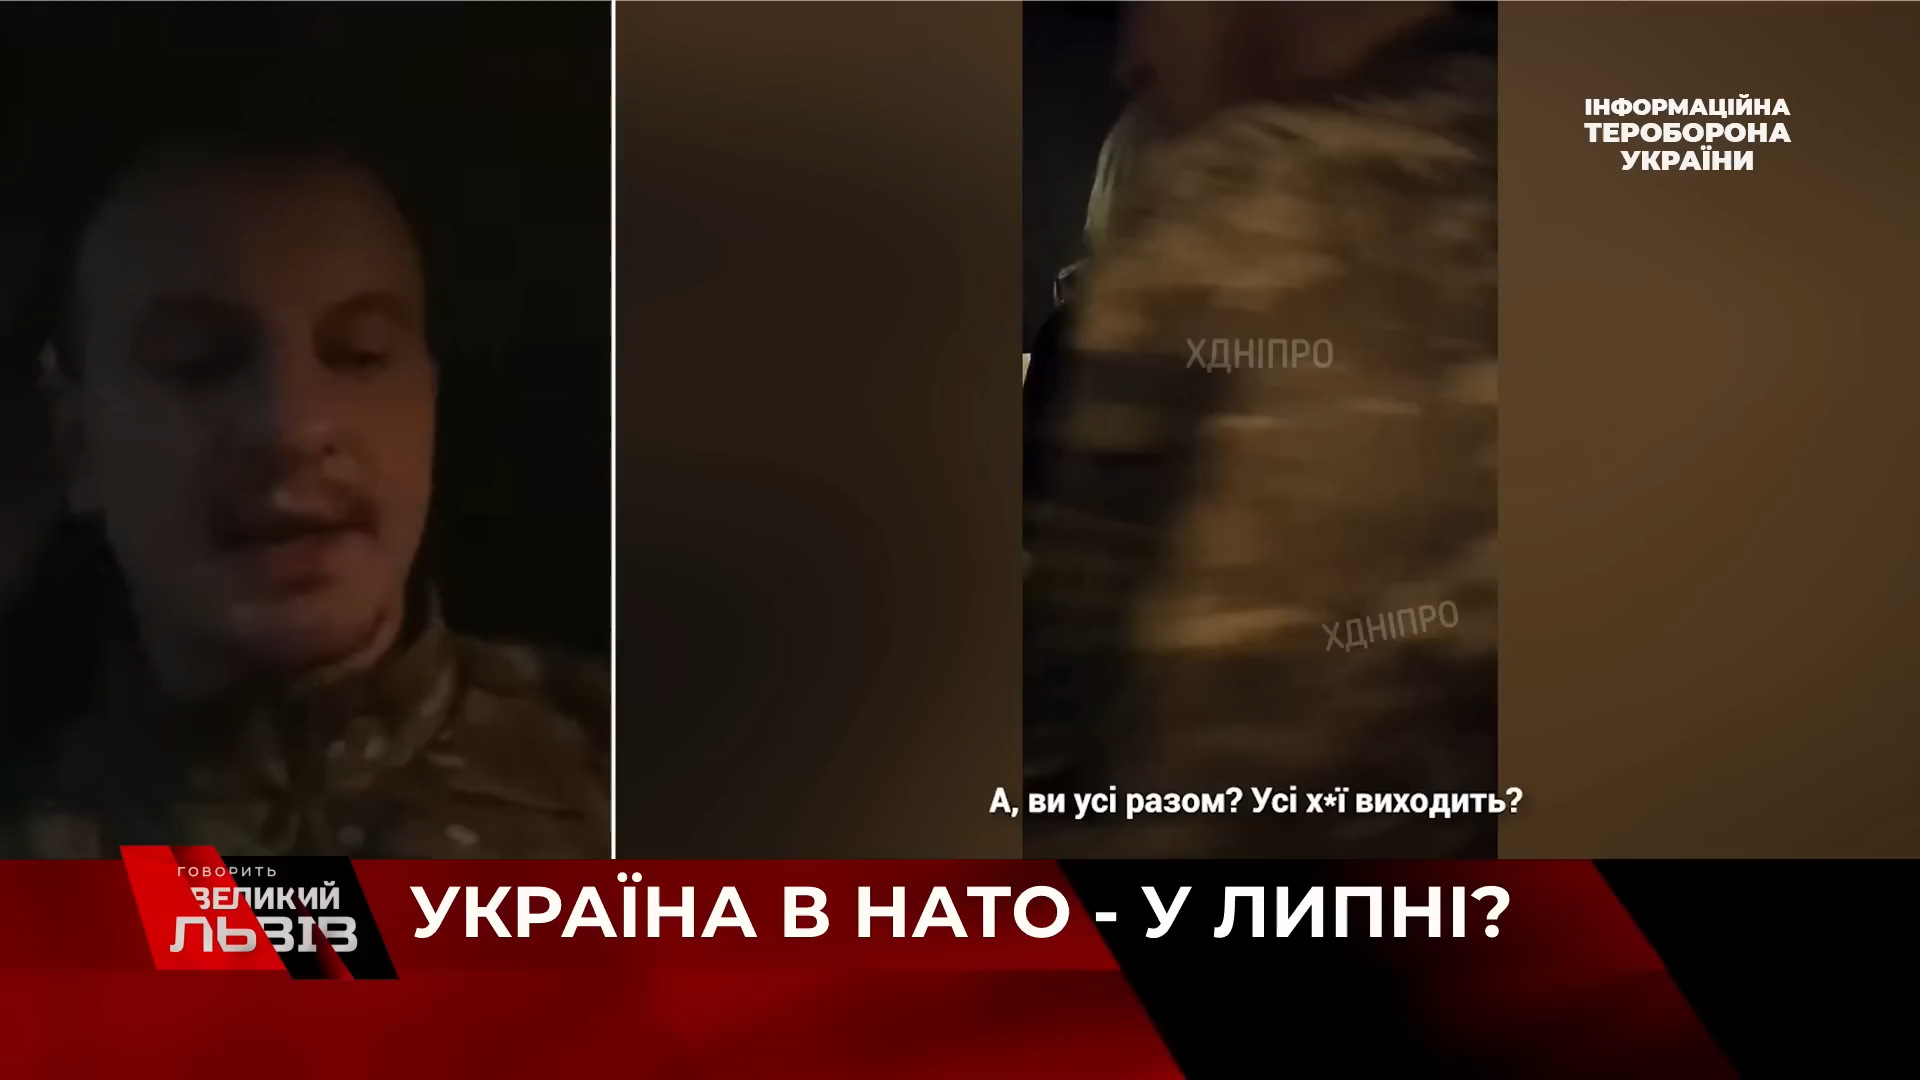 ІНФОРМАЦІЙНА
ТЕРОБОРОНА
УКРАЇНИ
ХДНІПРО
ХДНІПРО
А, ви усі разом? Усі х*ї виходить?
ГОВОРИТЬ
ВЕЛИКИЙ
ЛЬВІВ
УКРАЇНА В НАТО - У ЛИПНІ?